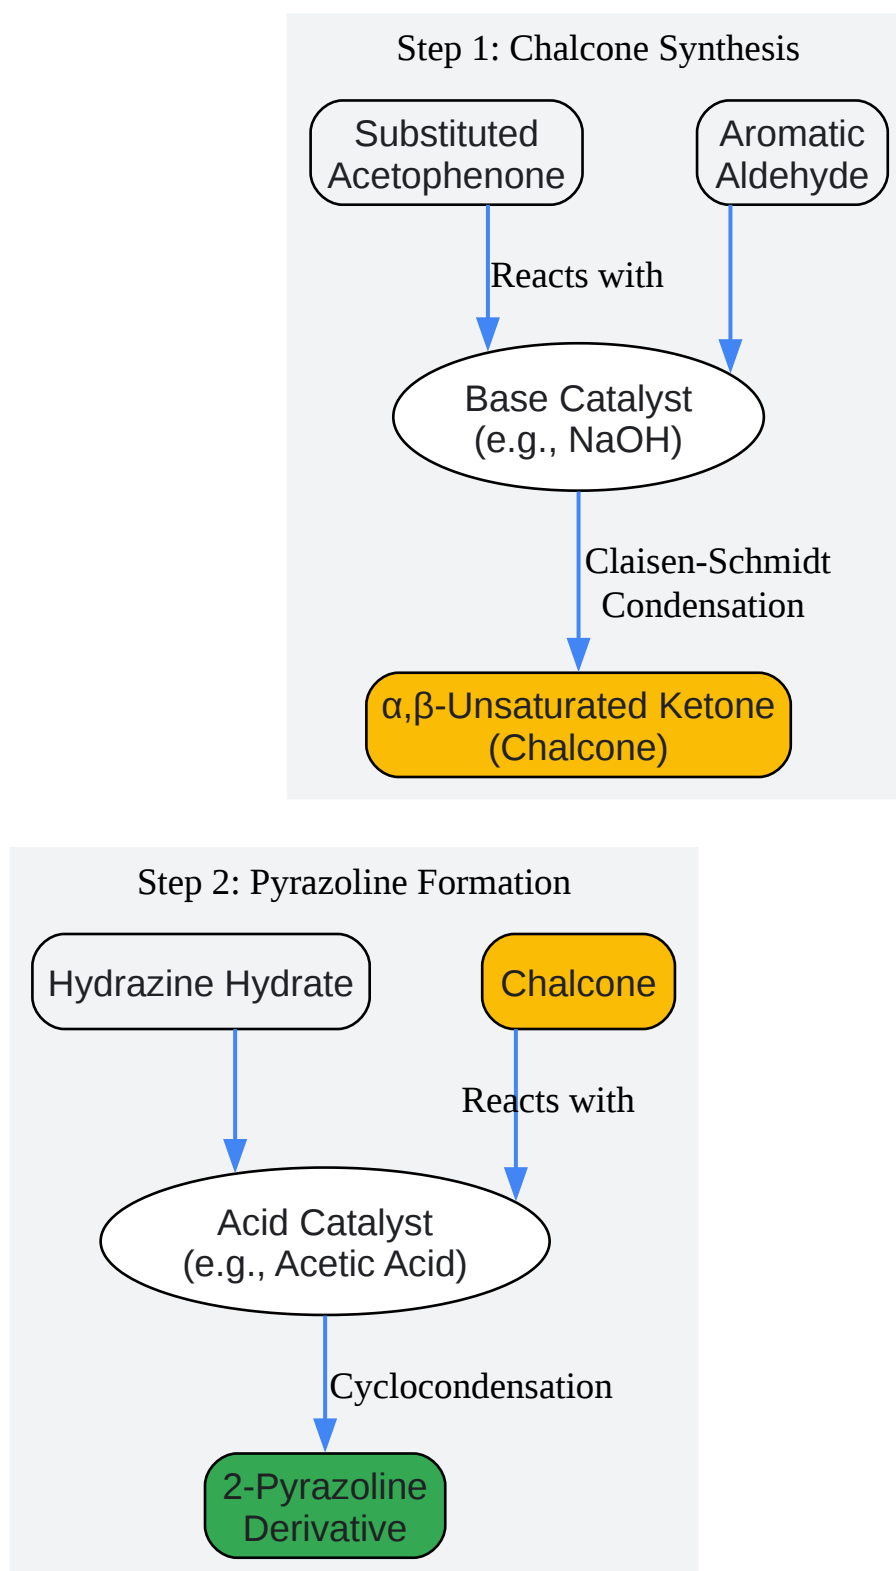 Step 1: Chalcone Synthesis
Substituted
Acetophenone
Aromatic
Aldehyde
Reacts with
Base Catalyst
(e.g., NaOH)
Claisen-Schmidt
Condensation
α,β-Unsaturated Ketone
(Chalcone)
Step 2: Pyrazoline Formation
Hydrazine Hydrate
Chalcone
Reacts with
Acid Catalyst
(e.g., Acetic Acid)
Cyclocondensation
2-Pyrazoline
Derivative